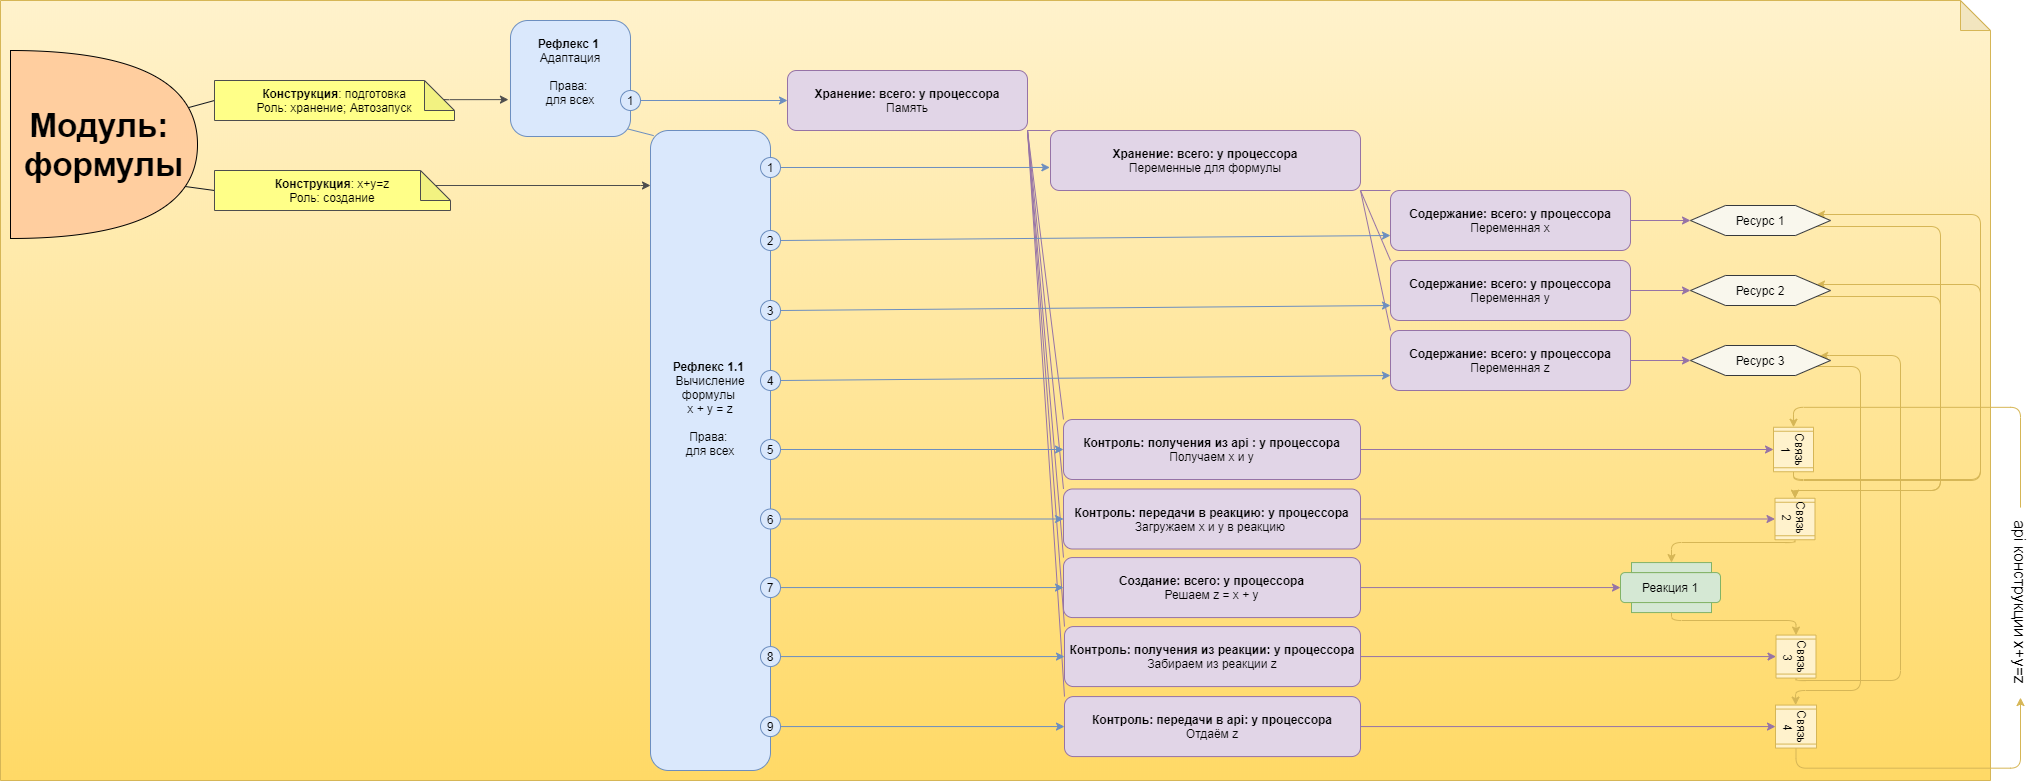 Модуль:
формулы
Конструкция: подготовка
Роль: хранение; Автозапуск
Конструкция: x+y=z
Роль: создание
Рефлекс 1
Адаптация
Права:
для всех
1
Хранение: всего: у процессора
Память
Рефлекс 1.1
Вычисление
формулы
x + y = z
Права:
для всех
1
2
3
4
5
6
7
8
9
Хранение: всего: у процессора
Переменные для формулы
Содержание: всего: у процессора
Переменная x
Ресурс 1
Содержание: всего: у процессора
Переменная y
Ресурс 2
Содержание: всего: у процессора
Переменная z
Ресурс 3
Контроль: получения из api : у процессора
Получаем x и y
Связь
1
Контроль: передачи в реакцию: у процессора
Загружаем x и y в реакцию
Связь
2
Создание: всего: у процессора
Решаем z = x + y
Реакция 1
Контроль: получения из реакции: у процессора
Забираем из реакции z
Связь
3
Контроль: передачи в api: у процессора
Отдаём z
Связь
4
api конструкции x+y=z